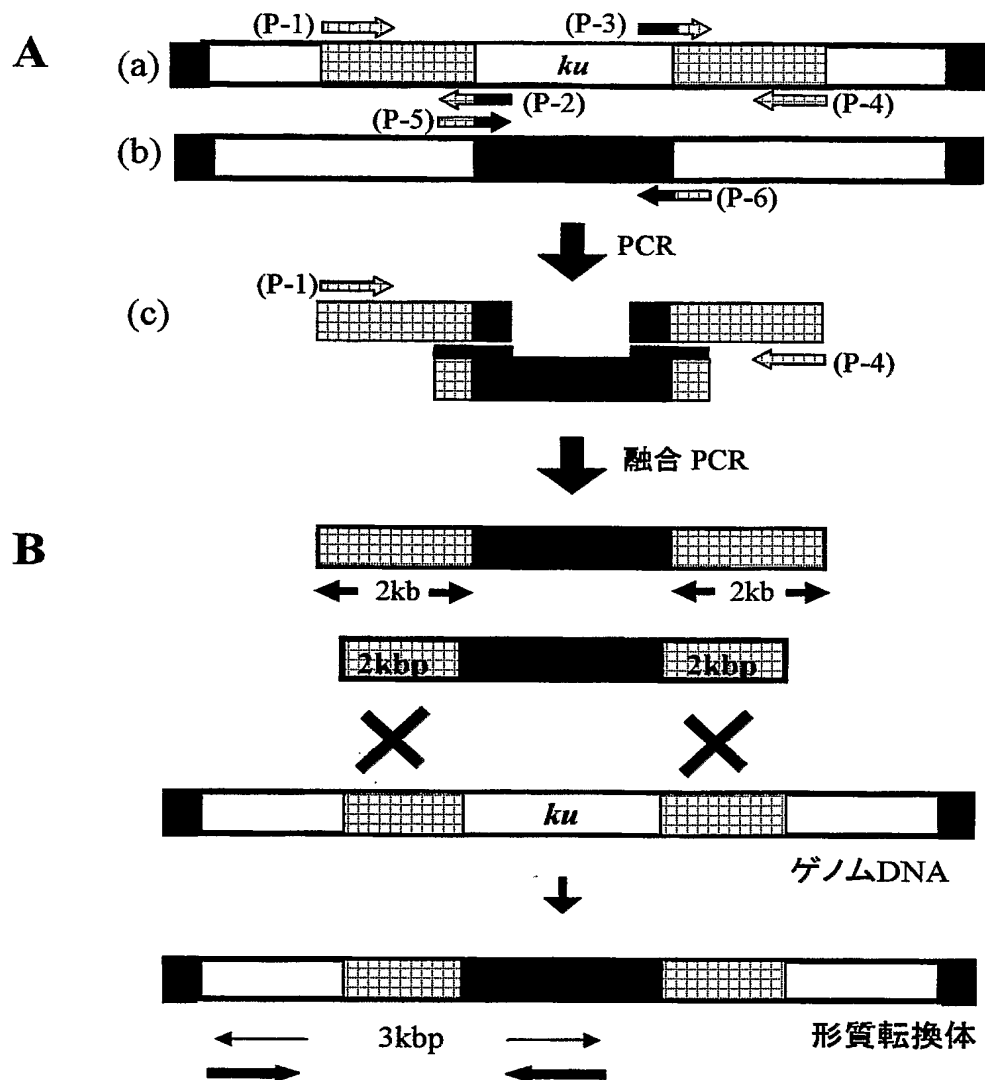 A
(P-1)
(P-3)
(a)
ku
(P-2)
(P-4)
(P-5)
(b)
(P-6)
PCR
(P-1)
(c)
(P-4)
融合 PCR
B
2kb
2kb
2kbp
2kbp
ku
ゲノムDNA
3kbp
形質転換体